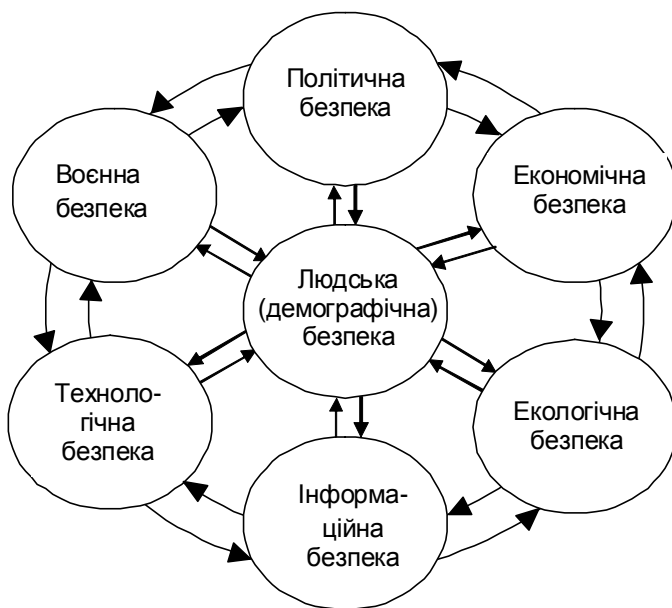 Політична
безпека
Воєнна
безпека
Економічна
безпека
Людська
(демографічна)
безпека
Техноло-
гічна
безпека
Екологічна
безпека
Інформа-
ційна
безпека